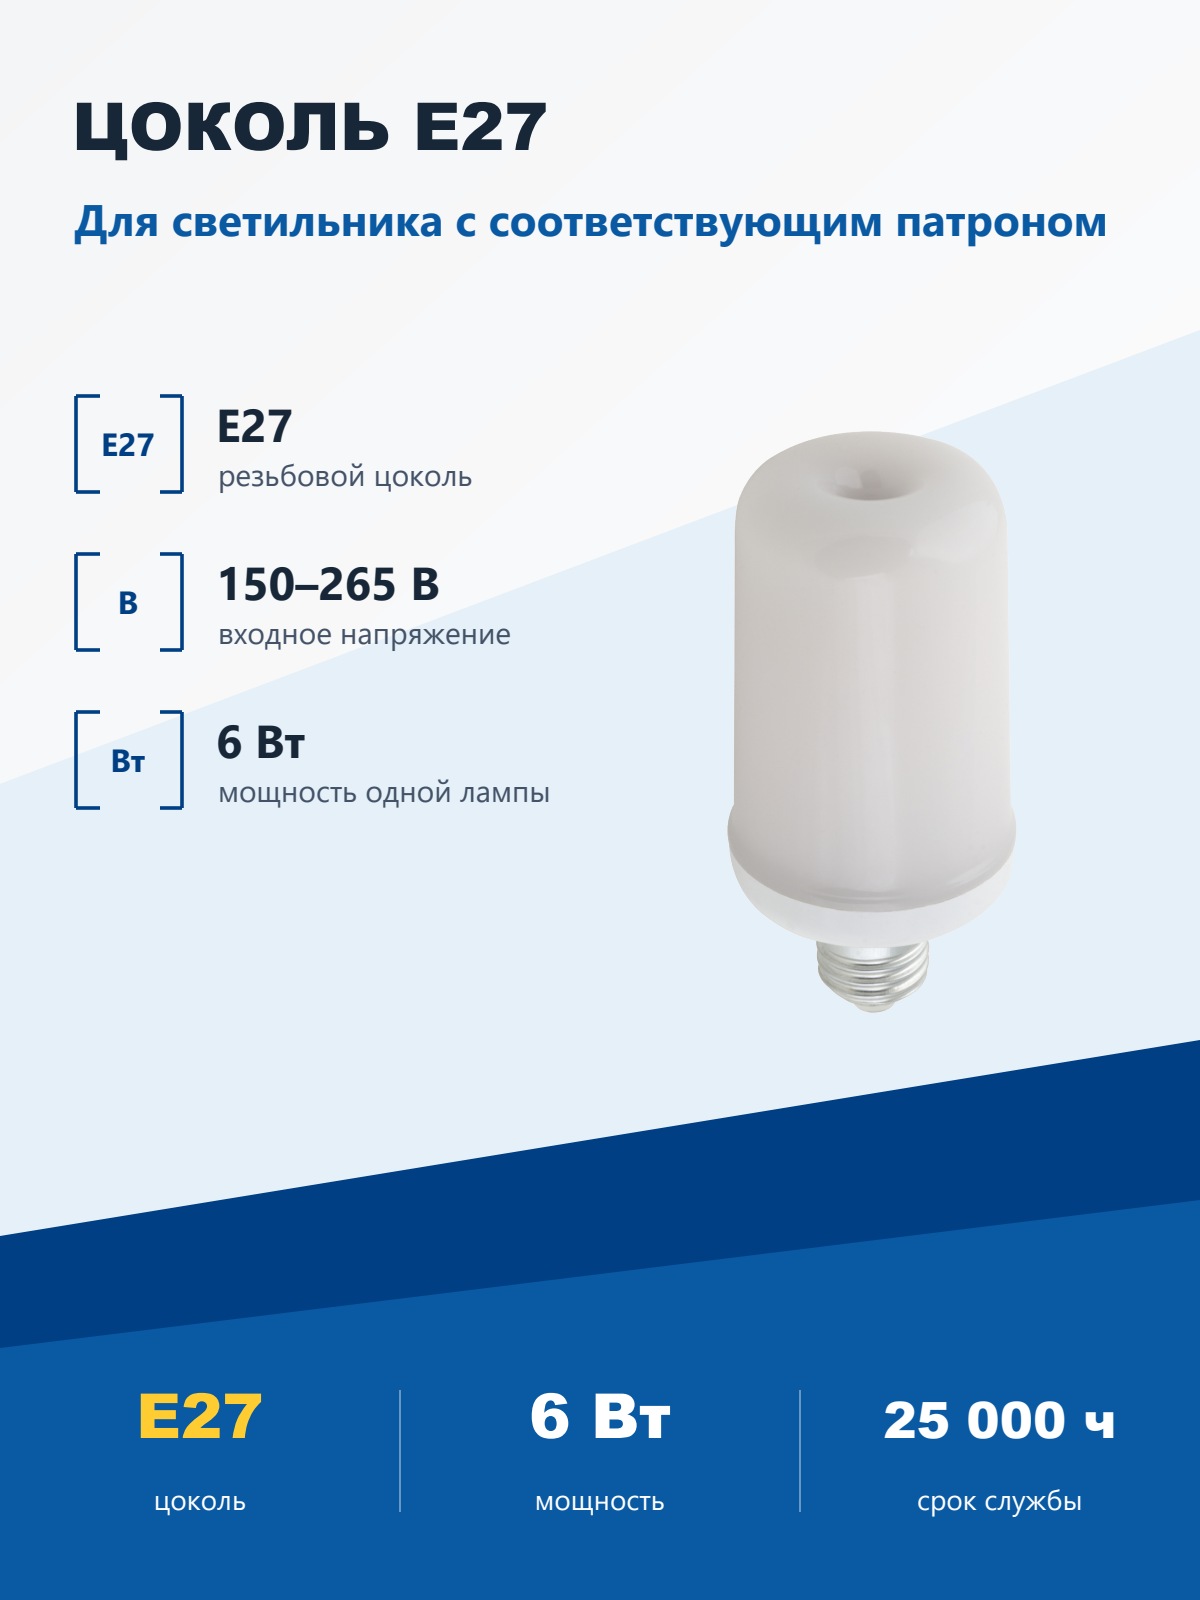 ЦОКОЛЬ E27
Для светильника с соответствующим патроном
E27
E27
резьбовой цоколь
В
150–265 В
входное напряжение
Вт
6 Вт
мощность одной лампы
E27
цоколь
6 Вт
мощность
25 000 ч
срок службы